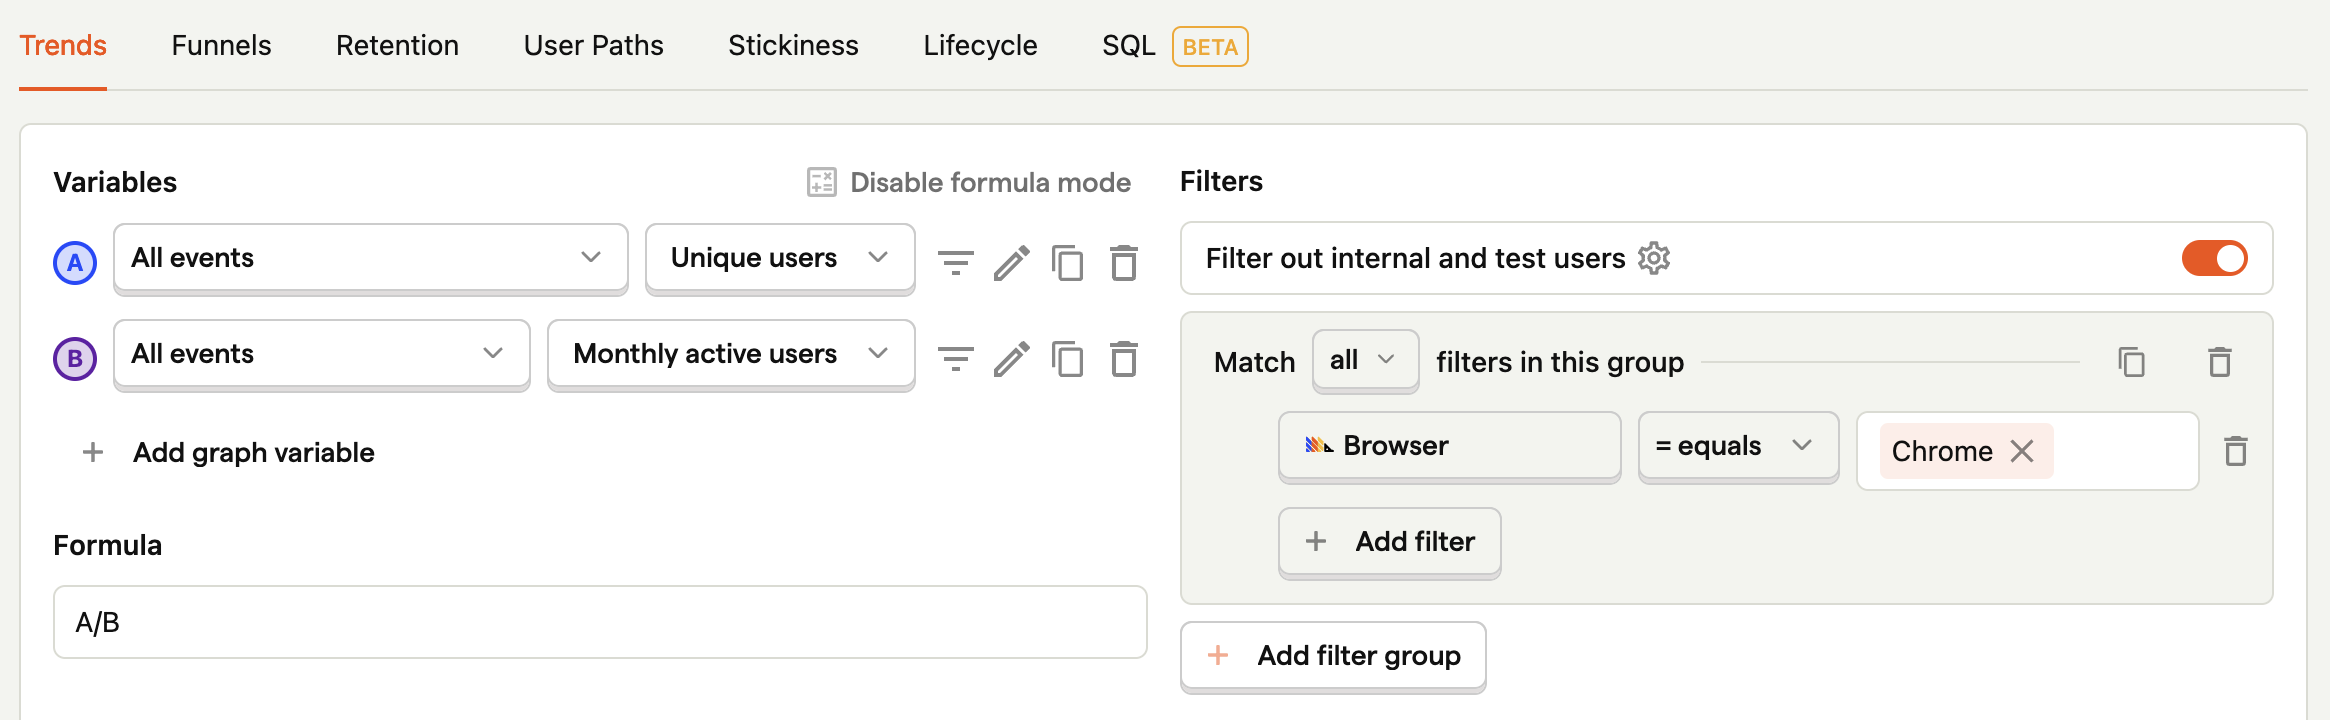 Trends Funnels Retention User Paths Stickiness Lifecycle SQL BETA
Variables Disable formula mode
A All events Unique users
B All events Monthly active users
+ Add graph variable
Formula
A/B
Filters
Filter out internal and test users
Match all filters in this group
Browser = equals Chrome
+ Add filter
+ Add filter group